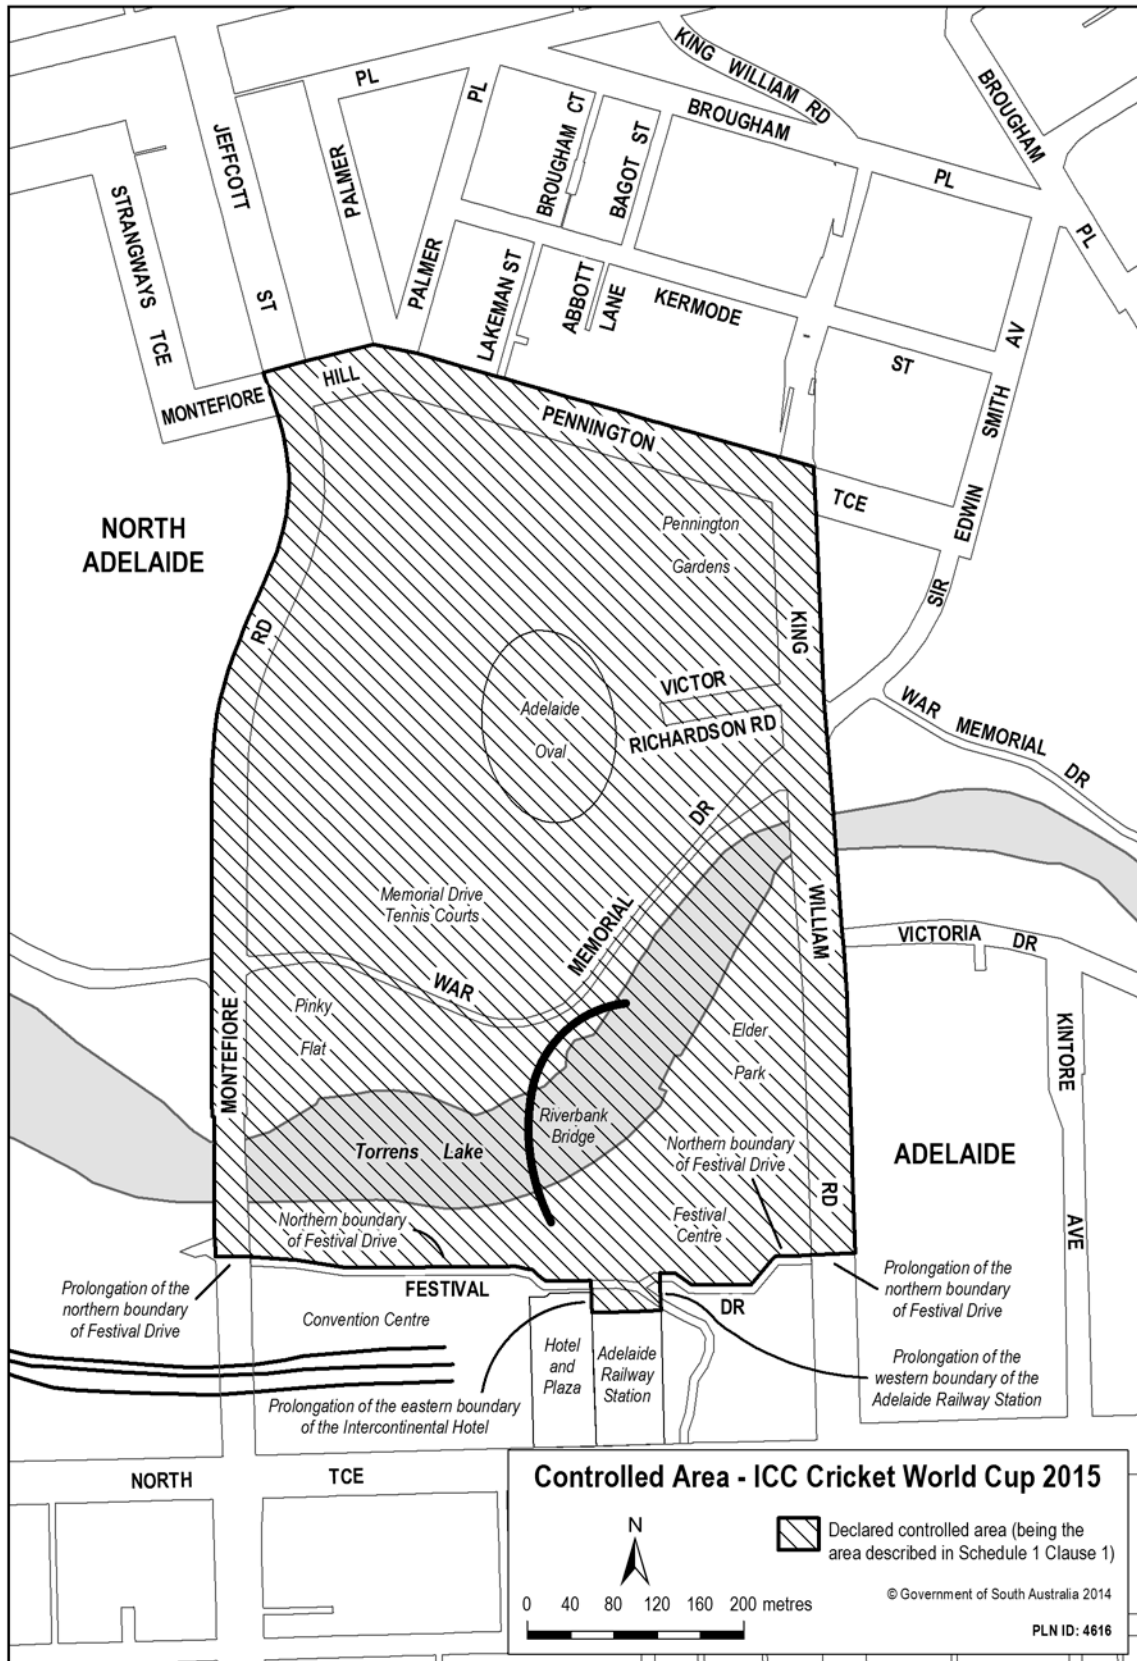 KING WILLIAM RD
BROUGHAM
PL
BROUGHAM
PL
PL
PL
BROUGHAM CT
BAGOT ST
JEFFCOTT
ST
PALMER
PALMER
STRANGWAYS TCE
LAKEMAN ST
ABBOTT
LANE
KERMODE
ST
SIR EDWIN SMITH AV
MONTEFIORE
HILL
RD
PENNINGTON
TCE
NORTH
ADELAIDE
Pennington
Gardens
KING
VICTOR
RICHARDSON RD
Adelaide
Oval
WAR MEMORIAL DR
DR
Memorial Drive
Tennis Courts
MEMORIAL
WAR
WILLIAM
VICTORIA DR
Pinky
Flat
MONTEFIORE
Elder
Park
KINTORE
AVE
Riverbank
Bridge
Torrens Lake
Northern boundary
of Festival Drive
ADELAIDE
RD
Northern boundary
of Festival Drive
Festival
Centre
Prolongation of the
northern boundary
of Festival Drive
FESTIVAL
DR
Prolongation of the
northern boundary
of Festival Drive
Convention Centre
Hotel
and
Plaza
Adelaide
Railway
Station
Prolongation of the
western boundary of the
Adelaide Railway Station
Prolongation of the eastern boundary
of the Intercontinental Hotel
NORTH TCE
Controlled Area - ICC Cricket World Cup 2015
N
Declared controlled area (being the
area described in Schedule 1 Clause 1)
0 40 80 120 160 200 metres
© Government of South Australia 2014
PLN ID: 4616